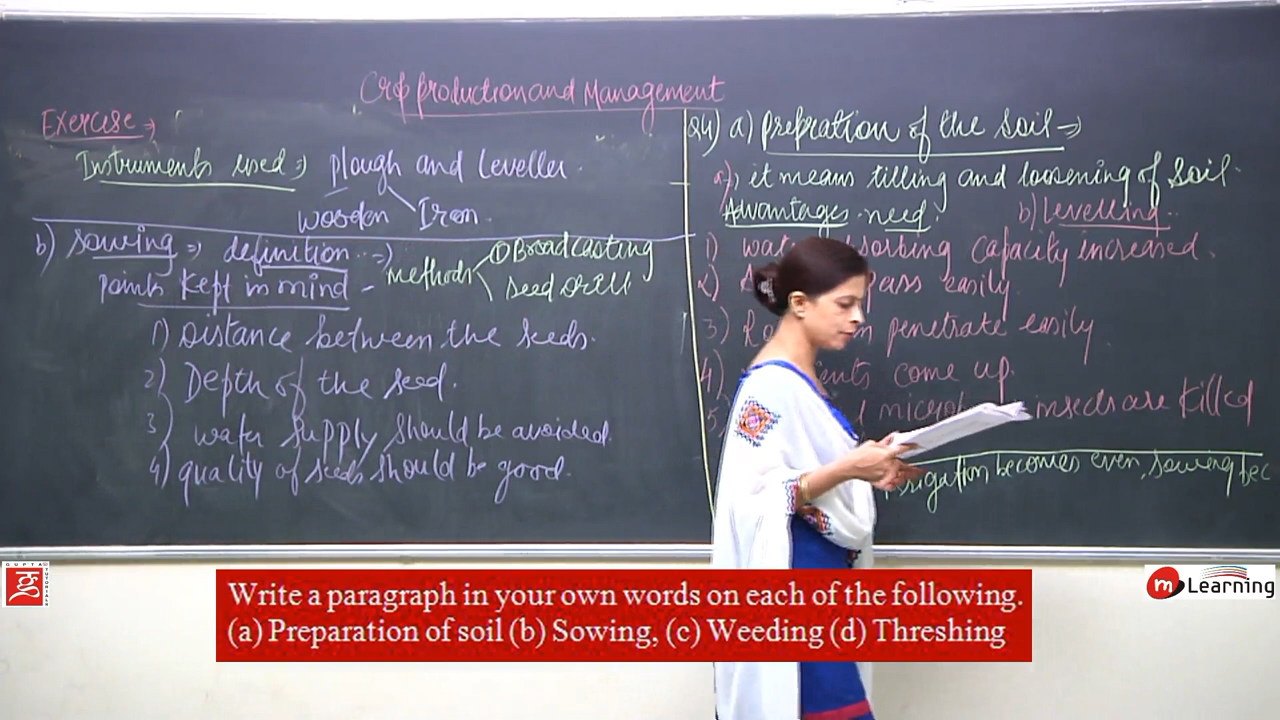 Crop production and Management
Exercise →
Instruments used ⇒ plough and Leveller.
wooden Iron.
b) Sowing ⇒ definition ⇒
methods ① Broadcasting
seed drill
points kept in mind -
1) Distance between the seeds.
2) Depth of the seed.
3) water supply should be avoided.
4) quality of seeds should be good.
Q4) a) prepration of the soil ⇒
a) it means tilling and loosening of soil.
Advantages need. b) Levelling
1) absorbing capacity increased.
2) pass easily.
3) penetrate easily
4) come up.
5) insects are killed
irrigation becomes even, sowing bec
GUPTA TUTORIALS
m Learning
Write a paragraph in your own words on each of the following.
(a) Preparation of soil (b) Sowing, (c) Weeding (d) Threshing